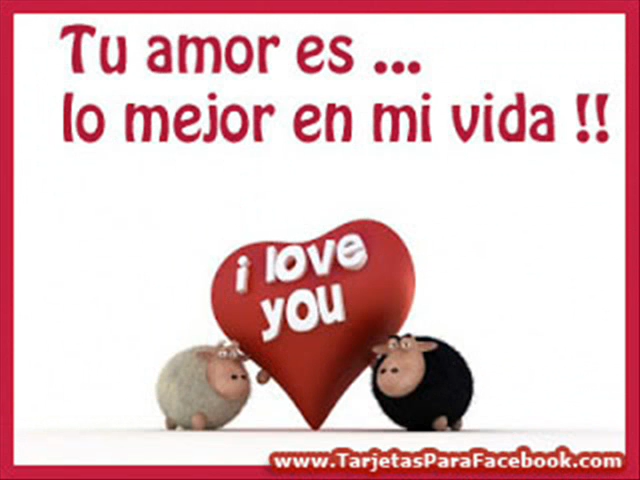 Tu amor es ...
lo mejor en mi vida !!
i love
you
www.TarjetasParaFacebook.com